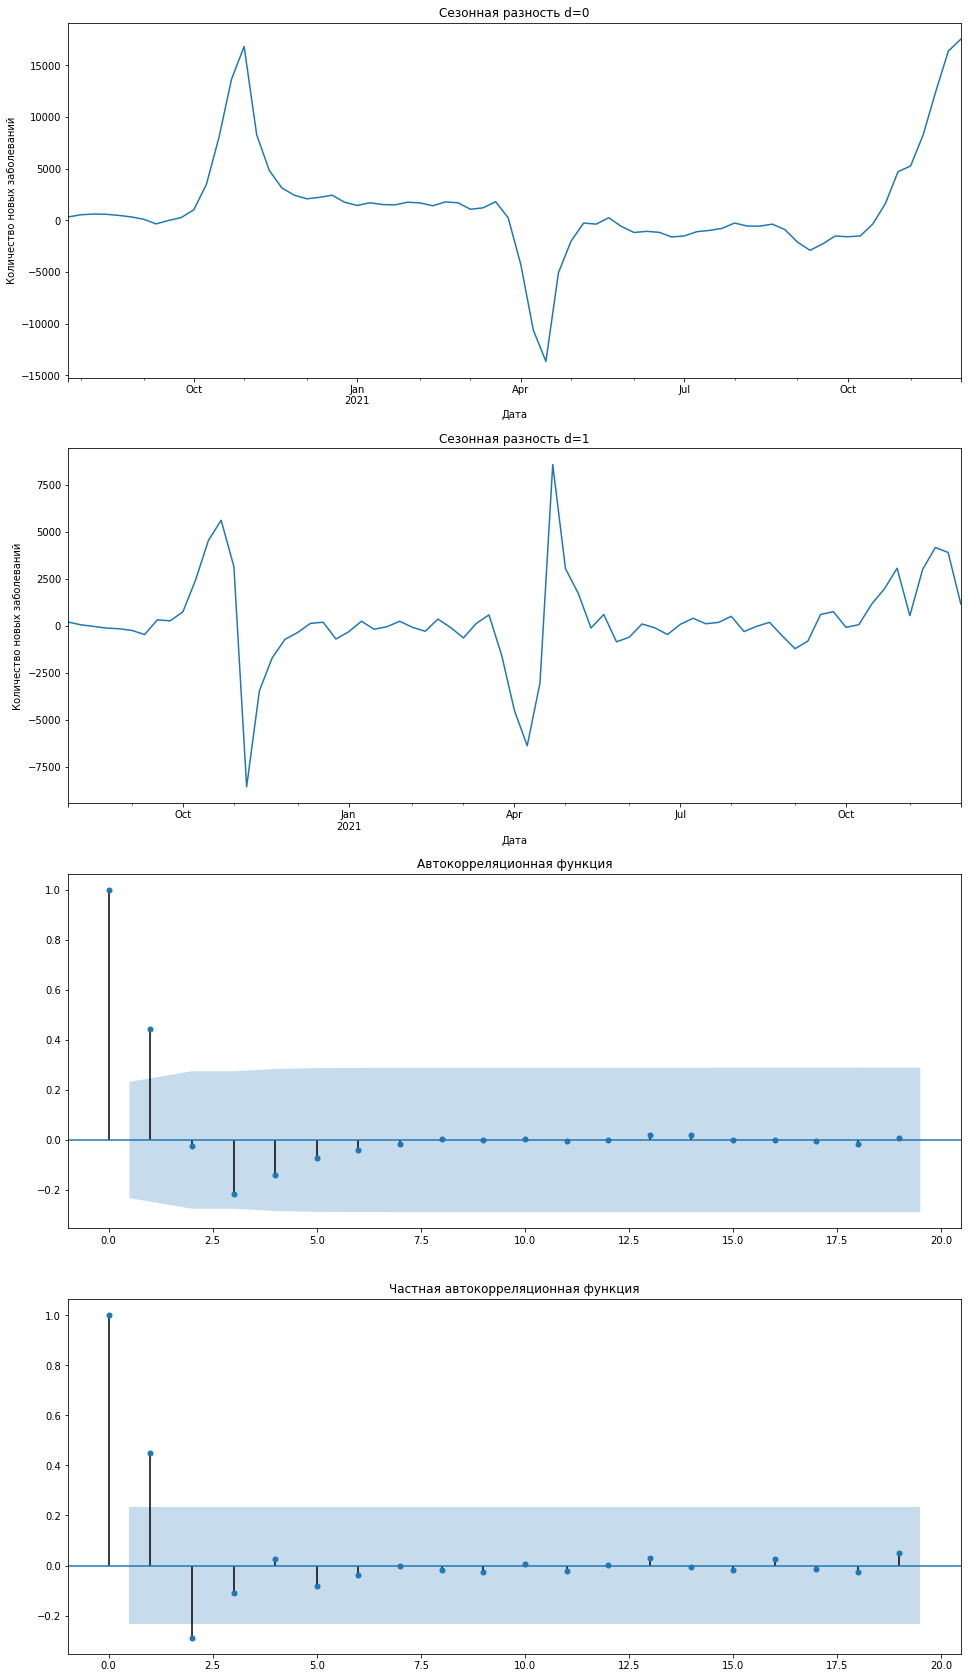 Сезонная разность d=0
Количество новых заболеваний
15000
10000
5000
0
−5000
−10000
−15000
Oct
Jan
2021
Apr
Jul
Oct
Дата
Сезонная разность d=1
Количество новых заболеваний
7500
5000
2500
0
−2500
−5000
−7500
Oct
Jan
2021
Apr
Jul
Oct
Дата
Автокорреляционная функция
1.0
0.8
0.6
0.4
0.2
0.0
−0.2
0.0 2.5 5.0 7.5 10.0 12.5 15.0 17.5 20.0
Частная автокорреляционная функция
1.0
0.8
0.6
0.4
0.2
0.0
−0.2
0.0 2.5 5.0 7.5 10.0 12.5 15.0 17.5 20.0